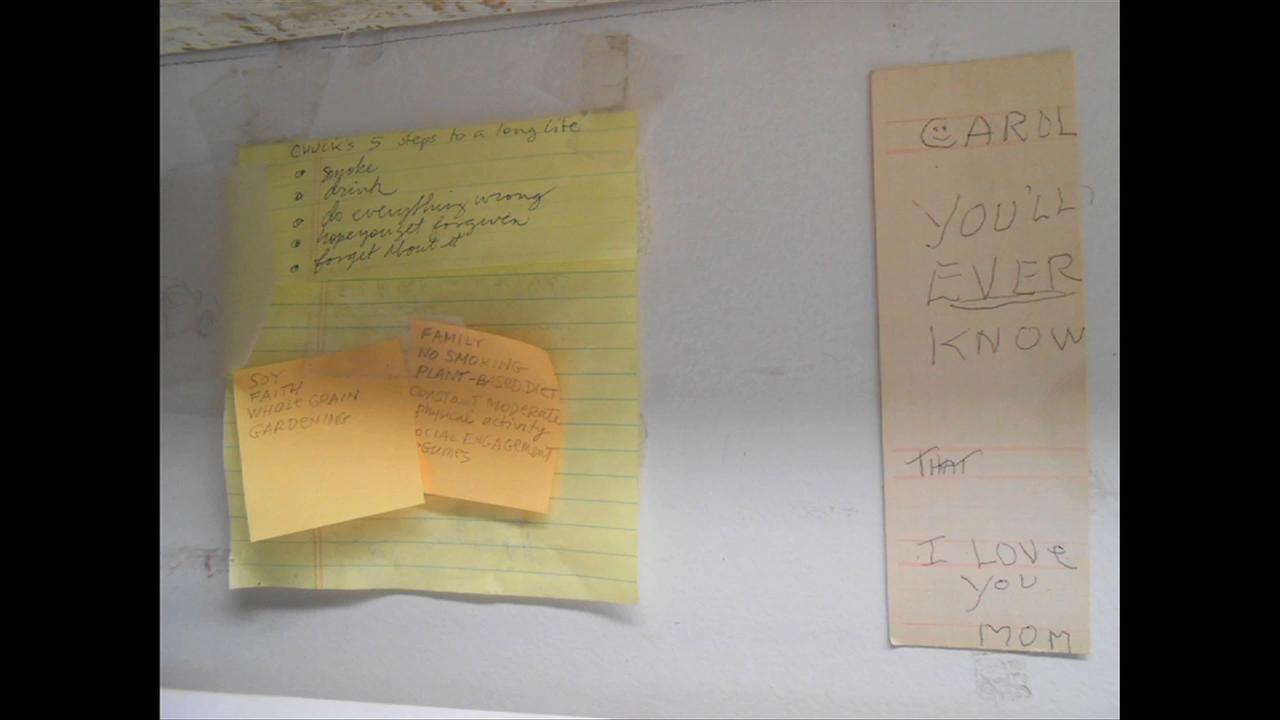 CHUCK'S 5 steps to a long life
• smoke
• drink
• do everything wrong
• hope you get forgiven
• forget about it
SOY
FAITH
WHOLE GRAIN
GARDENING
FAMILY
NO SMOKING
PLANT-BASED DIET
CONSTANT MODERATE
physical activity
OCIAL ENGAGEMENT
GUMES
CAROL
YOU'LL
EVER
KNOW
THAT
I LOVE
YOU
MOM